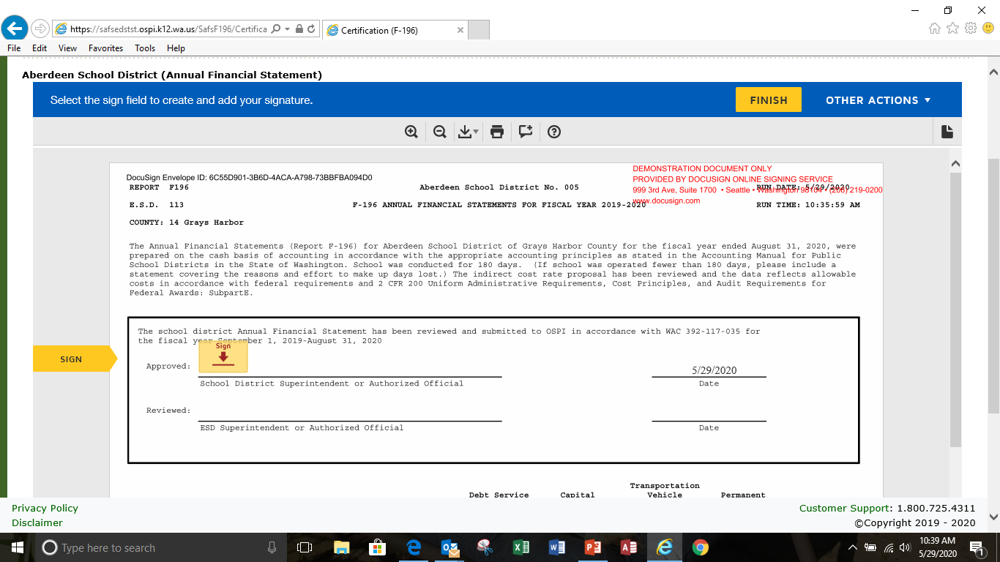 https://safsedstst.ospi.k12.wa.us/SafsF196/Certifica
Certification (F-196)
File Edit View Favorites Tools Help
Aberdeen School District (Annual Financial Statement)
Select the sign field to create and add your signature.
FINISH
OTHER ACTIONS
DocuSign Envelope ID: 6C55D901-3B6D-4ACA-A798-73BBFBA094D0
DEMONSTRATION DOCUMENT ONLY
PROVIDED BY DOCUSIGN ONLINE SIGNING SERVICE
999 3rd Ave, Suite 1700 • Seattle • Washington 98104 • (206) 219-0200
www.docusign.com
REPORT F196
Aberdeen School District No. 005
RUN DATE: 5/29/2020
E.S.D. 113
F-196 ANNUAL FINANCIAL STATEMENTS FOR FISCAL YEAR 2019-2020
RUN TIME: 10:35:59 AM
COUNTY: 14 Grays Harbor
The Annual Financial Statements (Report F-196) for Aberdeen School District of Grays Harbor County for the fiscal year ended August 31, 2020, were
prepared on the cash basis of accounting in accordance with the appropriate accounting principles as stated in the Accounting Manual for Public
School Districts in the State of Washington. School was conducted for 180 days. (If school was operated fewer than 180 days, please include a
statement covering the reasons and effort to make up days lost.) The indirect cost rate proposal has been reviewed and the data reflects allowable
costs in accordance with federal requirements and 2 CFR 200 Uniform Administrative Requirements, Cost Principles, and Audit Requirements for
Federal Awards: SubpartE.
The school district Annual Financial Statement has been reviewed and submitted to OSPI in accordance with WAC 392-117-035 for
the fiscal year September 1, 2019-August 31, 2020
SIGN
Sign
Approved:
5/29/2020
School District Superintendent or Authorized Official
Date
Reviewed:
ESD Superintendent or Authorized Official
Date
Transportation
Debt Service Capital Vehicle Permanent
Privacy Policy
Customer Support: 1.800.725.4311
Disclaimer
©Copyright 2019 - 2020
Type here to search
10:39 AM
5/29/2020
1